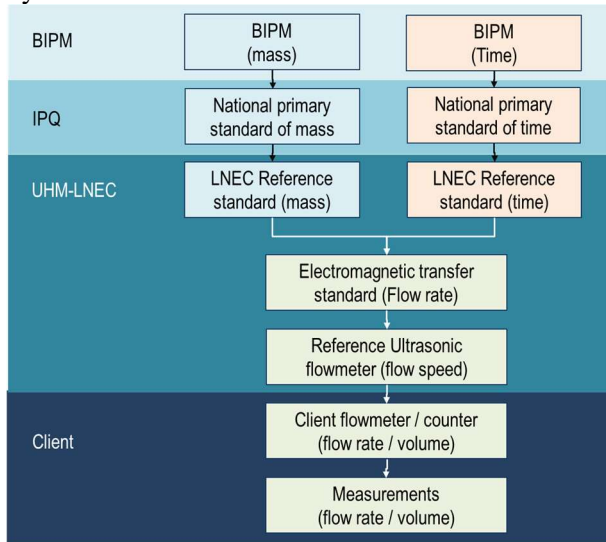 BIPM
BIPM
(mass)
BIPM
(Time)
IPQ
National primary
standard of mass
National primary
standard of time
UHM-LNEC
LNEC Reference
standard (mass)
LNEC Reference
standard (time)
Electromagnetic transfer
standard (Flow rate)
Reference Ultrasonic
flowmeter (flow speed)
Client
Client flowmeter / counter
(flow rate / volume)
Measurements
(flow rate / volume)